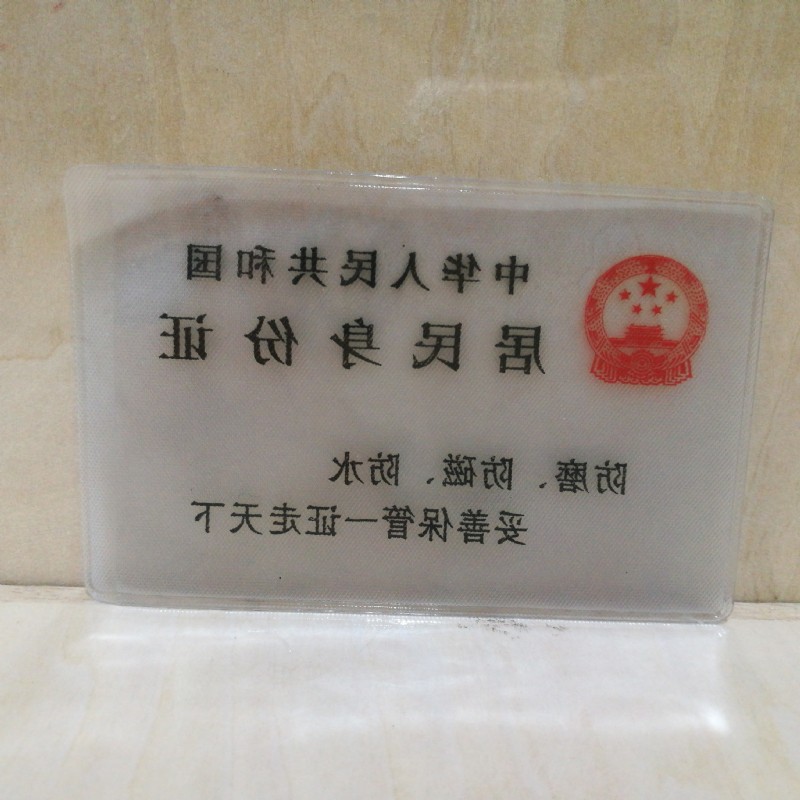 中华人民共和国
居民身份证
防磨、防磁、防水
妥善保管一证走天下